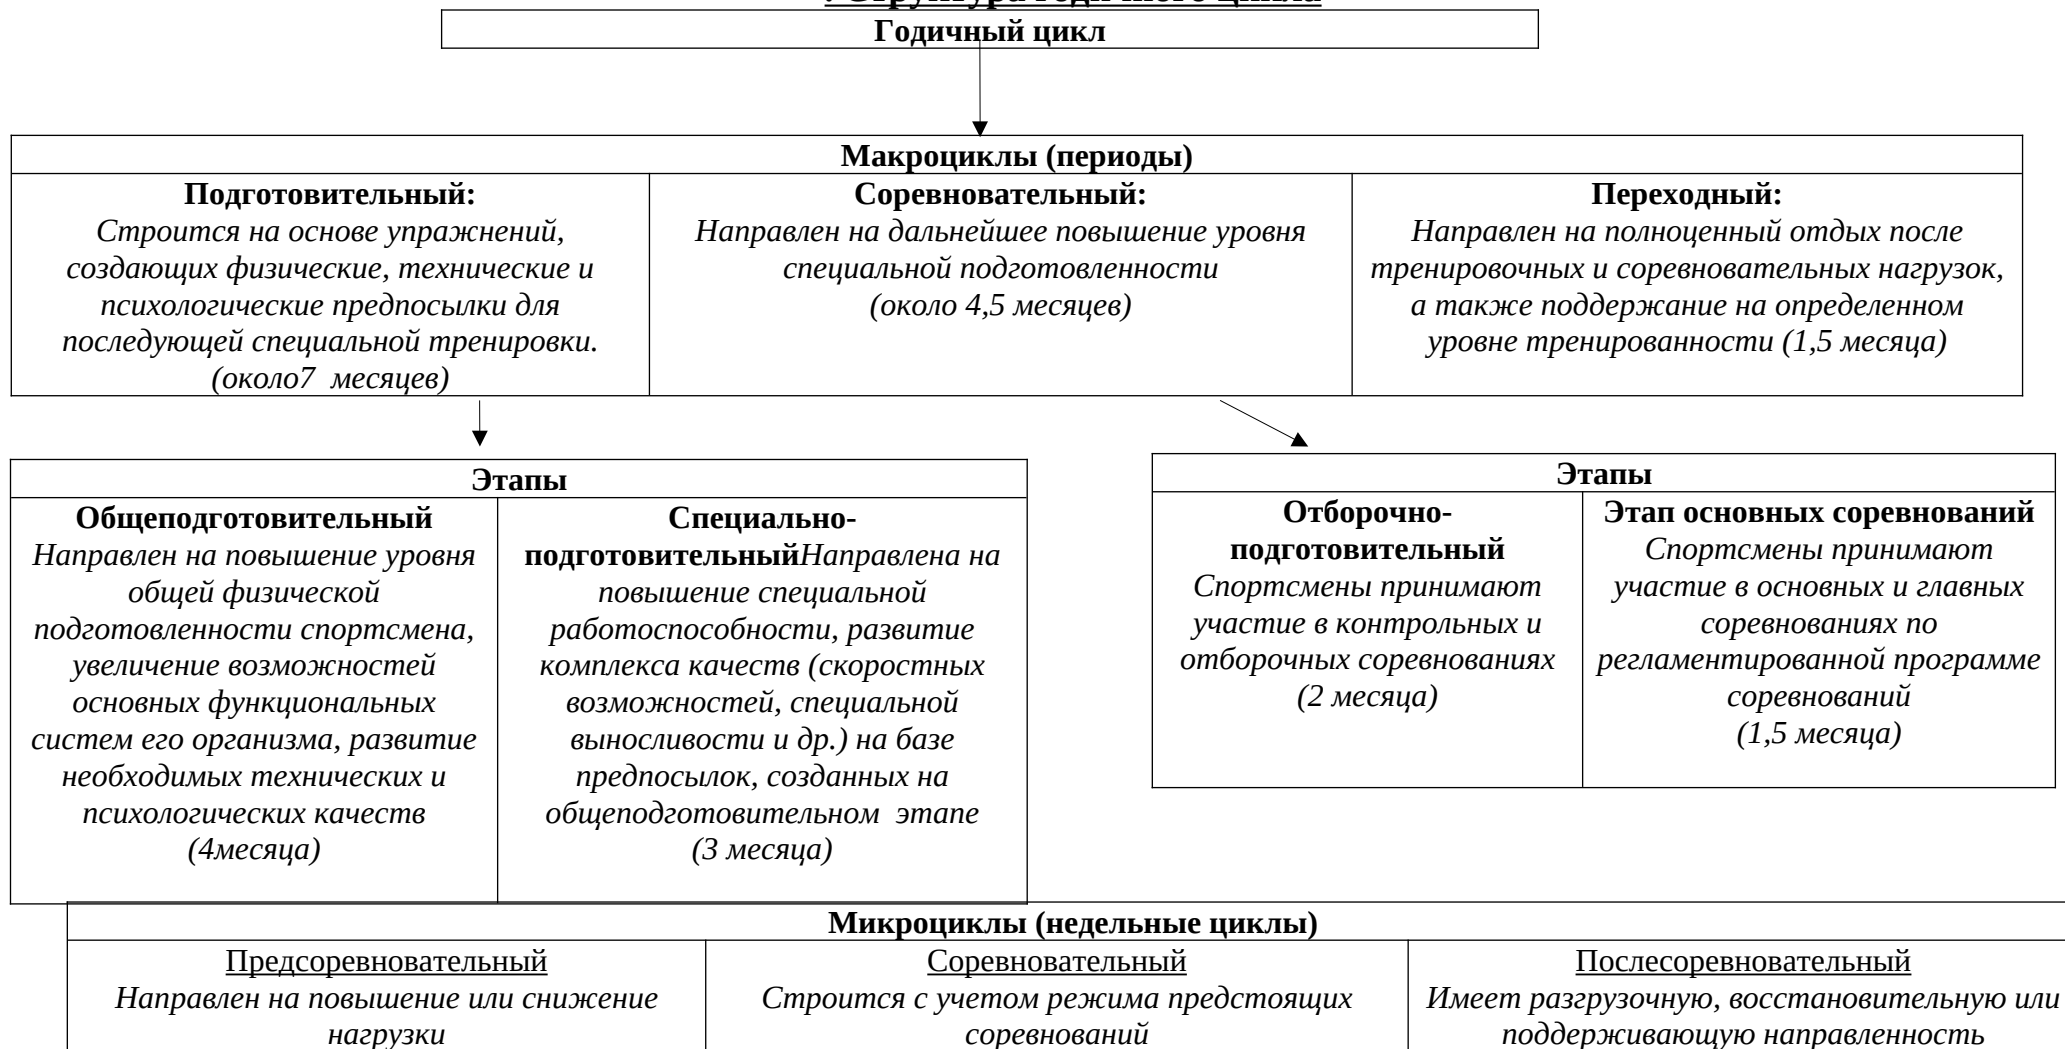 . Структура годичного цикла
Годичный цикл
Макроциклы (периоды)
Подготовительный:
Строится на основе упражнений,
создающих физические, технические и
психологические предпосылки для
последующей специальной тренировки.
(около7 месяцев)
Соревновательный:
Направлен на дальнейшее повышение уровня
специальной подготовленности
(около 4,5 месяцев)
Переходный:
Направлен на полноценный отдых после
тренировочных и соревновательных нагрузок,
а также поддержание на определенном
уровне тренированности (1,5 месяца)
Этапы
Общеподготовительный
Направлен на повышение уровня
общей физической
подготовленности спортсмена,
увеличение возможностей
основных функциональных
систем его организма, развитие
необходимых технических и
психологических качеств
(4месяца)
Специально-
подготовительныйНаправлена на
повышение специальной
работоспособности, развитие
комплекса качеств (скоростных
возможностей, специальной
выносливости и др.) на базе
предпосылок, созданных на
общеподготовительном этапе
(3 месяца)
Этапы
Отборочно-
подготовительный
Спортсмены принимают
участие в контрольных и
отборочных соревнованиях
(2 месяца)
Этап основных соревнований
Спортсмены принимают
участие в основных и главных
соревнованиях по
регламентированной программе
соревнований
(1,5 месяца)
Микроциклы (недельные циклы)
Предсоревновательный
Направлен на повышение или снижение
нагрузки
Соревновательный
Строится с учетом режима предстоящих
соревнований
Послесоревновательный
Имеет разгрузочную, восстановительную или
поддерживающую направленность